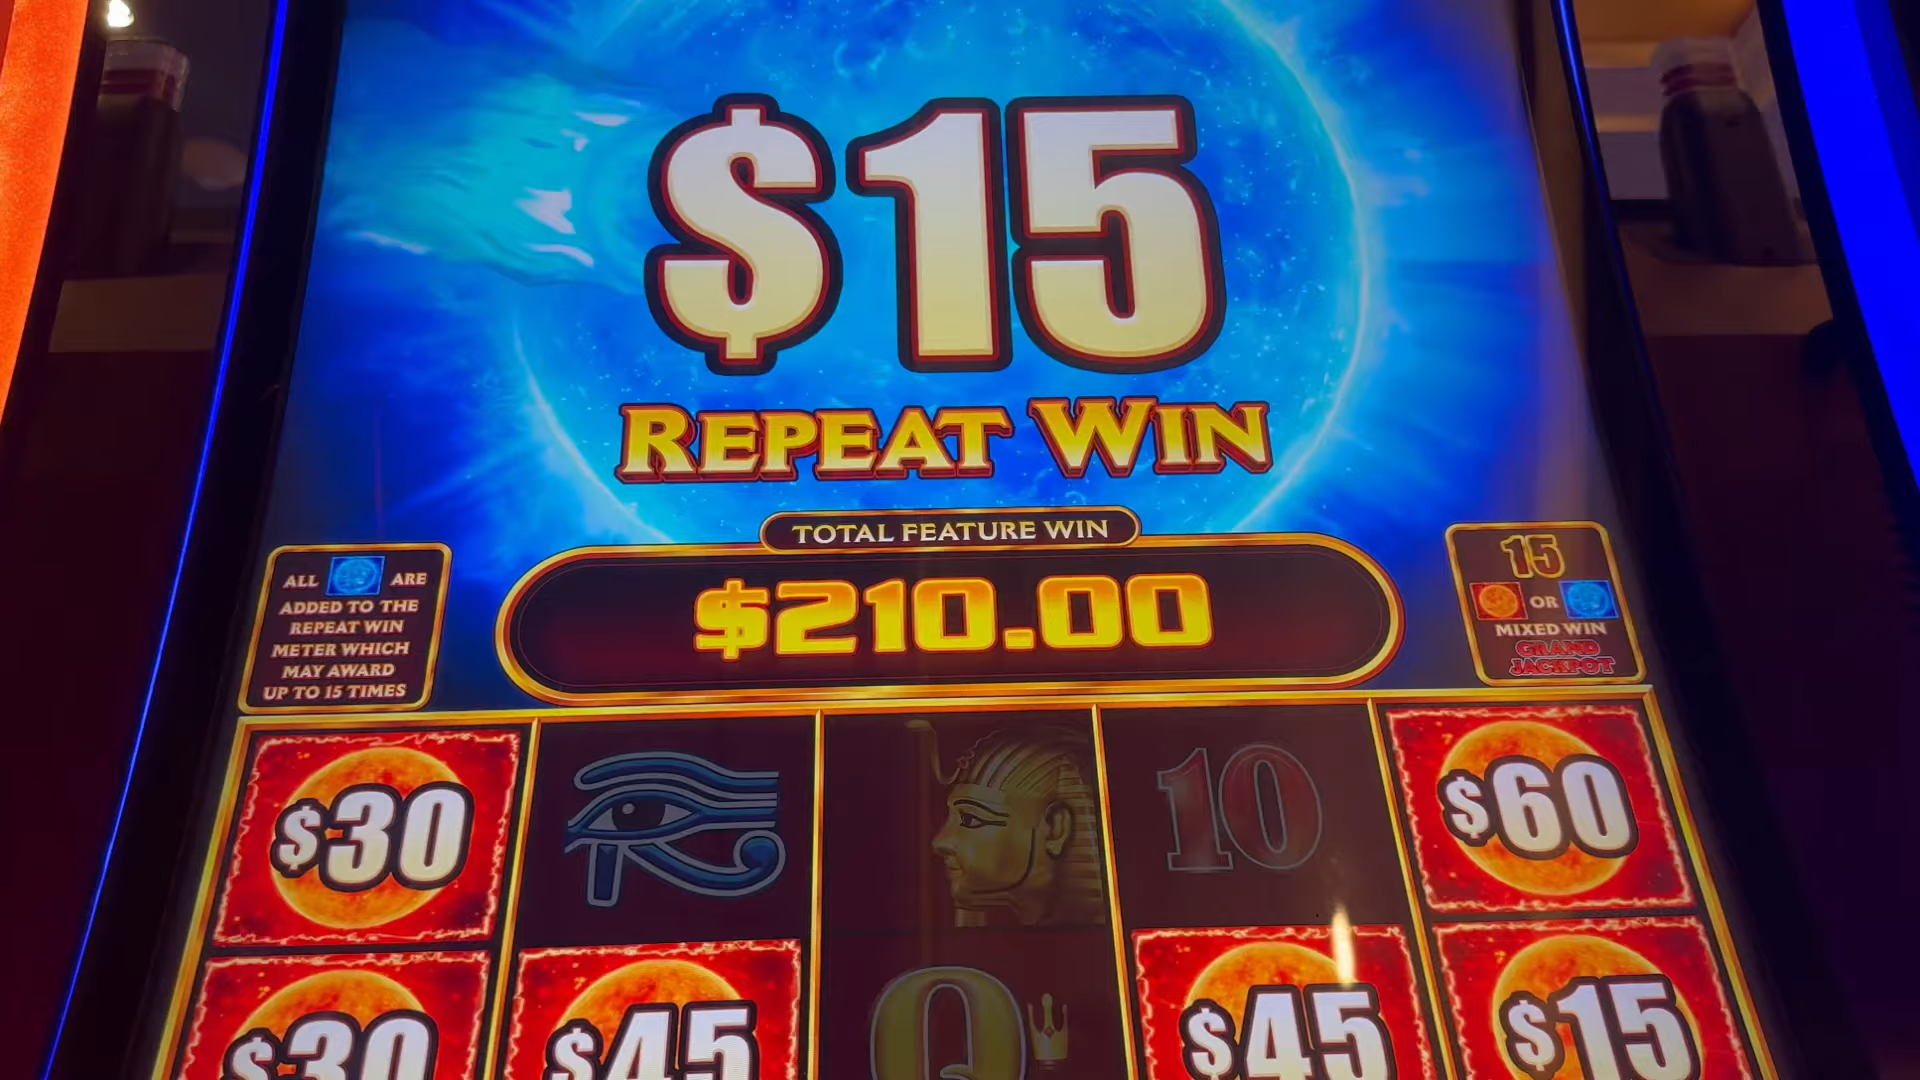 $15
REPEAT WIN
TOTAL FEATURE WIN
$210.00
ALL ARE
ADDED TO THE
REPEAT WIN
METER WHICH
MAY AWARD
UP TO 15 TIMES
15
OR
MIXED WIN
GRAND
JACKPOT
$30
10
$60
$30
$45
Q
$45
$15